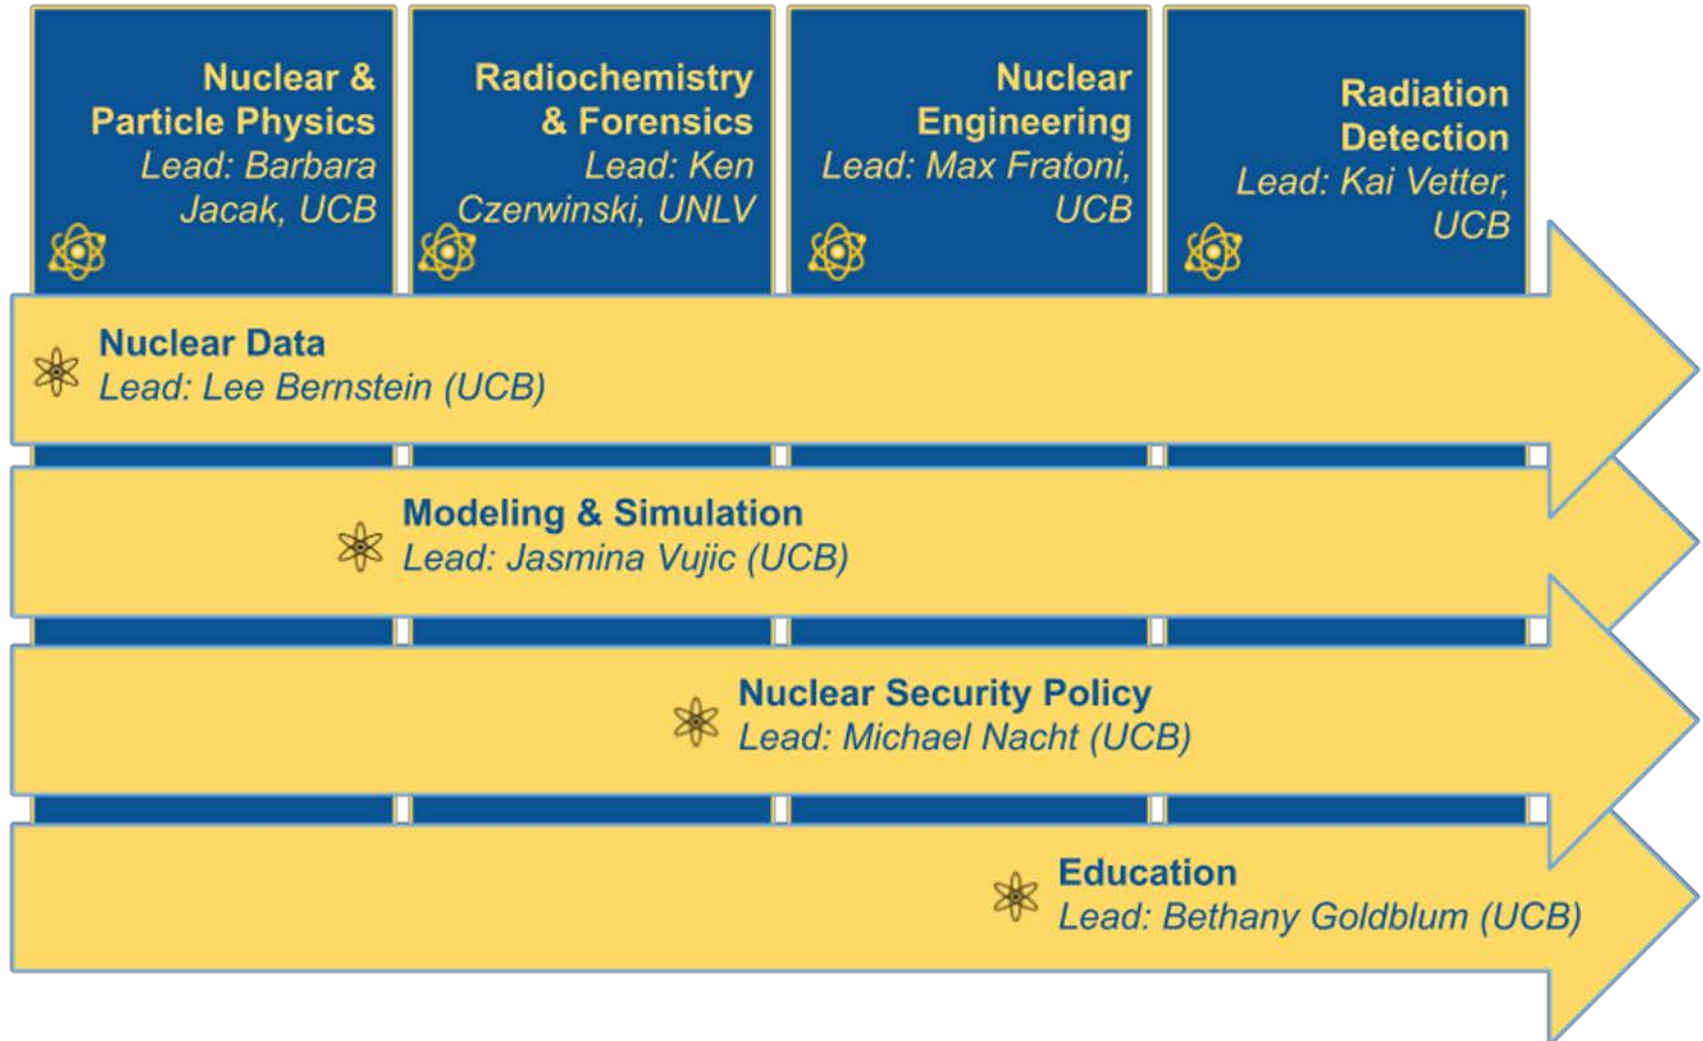 Nuclear &
Particle Physics
Lead: Barbara
Jacak, UCB
Radiochemistry
& Forensics
Lead: Ken
Czerwinski, UNLV
Nuclear
Engineering
Lead: Max Fratoni,
UCB
Radiation
Detection
Lead: Kai Vetter,
UCB
Nuclear Data
Lead: Lee Bernstein (UCB)
Modeling & Simulation
Lead: Jasmina Vujic (UCB)
Nuclear Security Policy
Lead: Michael Nacht (UCB)
Education
Lead: Bethany Goldblum (UCB)